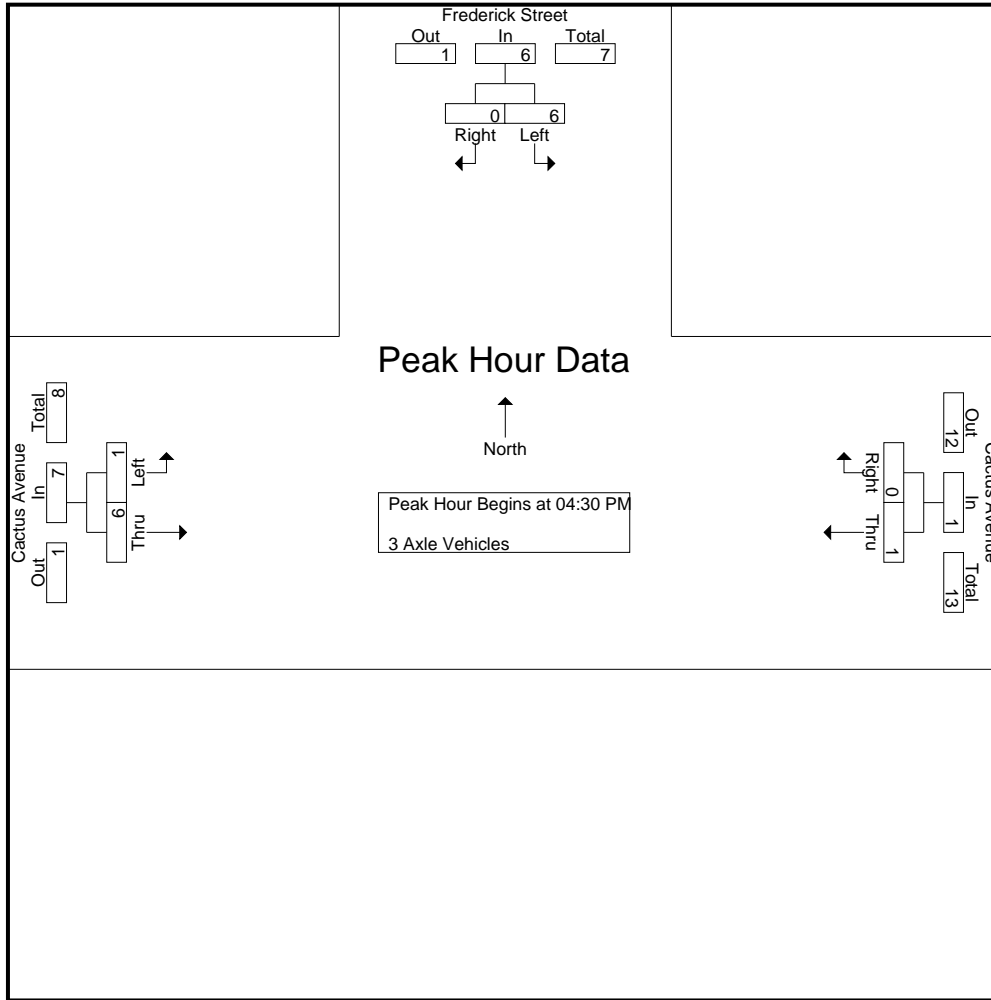 Frederick Street
Out In Total
1 6 7
0 6
Right Left
Peak Hour Data
North
Peak Hour Begins at 04:30 PM
3 Axle Vehicles
Cactus Avenue
Out In Total
1 7 8
1 6
Left Thru
Cactus Avenue
Out In Total
12 1 13
0 1
Right Thru